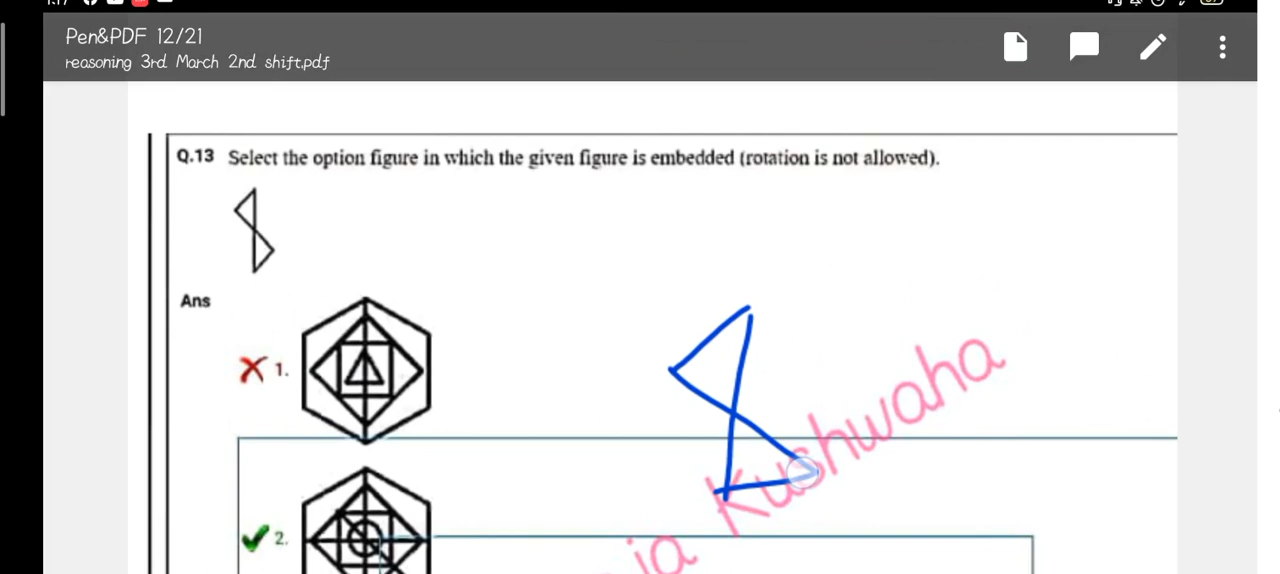 Pen&PDF 12/21
reasoning 3rd March 2nd shift.pdf
Q.13 Select the option figure in which the given figure is embedded (rotation is not allowed).
Ans
1.
Kushwaha
2.